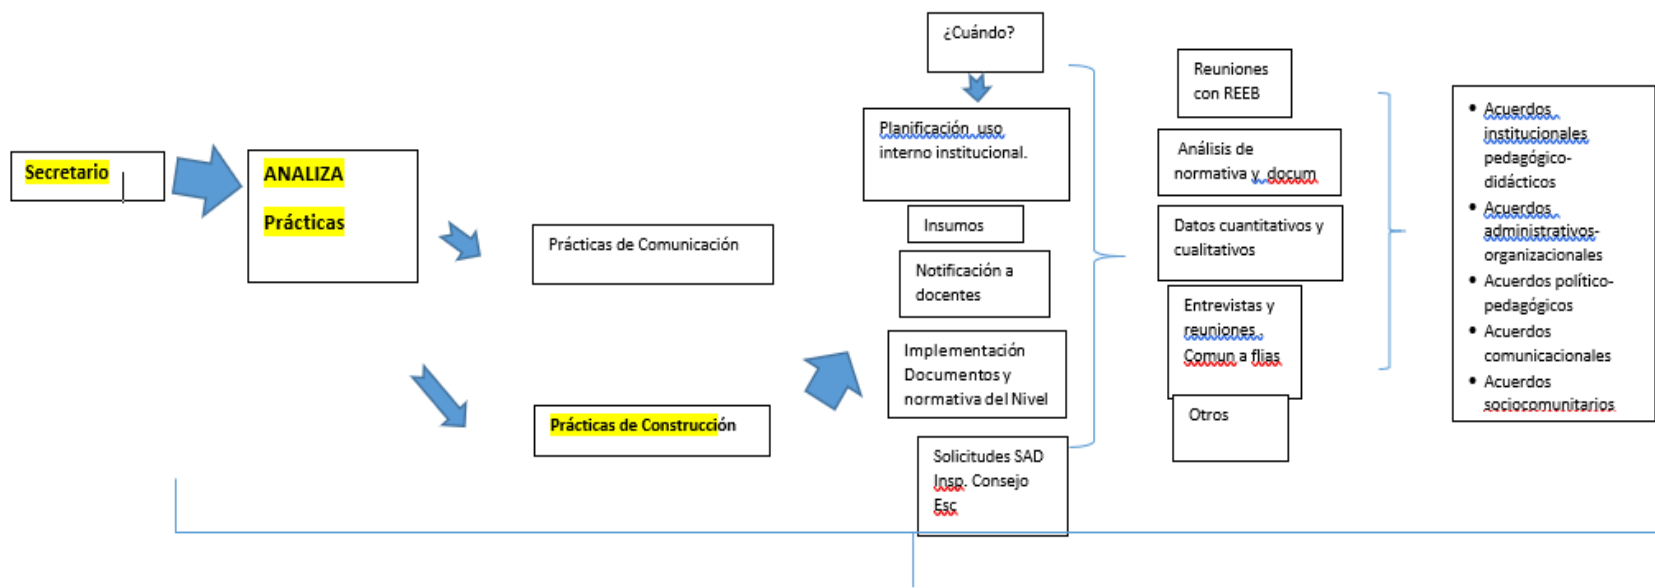 Secretario
ANALIZA
Prácticas
Prácticas de Comunicación
Prácticas de Construcción
¿Cuándo?
Planificación uso
interno institucional.
Insumos
Notificación a
docentes
Implementación
Documentos y
normativa del Nivel
Solicitudes SAD
Insp. Consejo
Esc
Reuniones
con REEB
Análisis de
normativa y docum
Datos cuantitativos y
cualitativos
Entrevistas y
reuniones.
Comun a flias
Otros
• Acuerdos
institucionales
pedagógico-
didácticos
• Acuerdos
administrativos-
organizacionales
• Acuerdos político-
pedagógicos
• Acuerdos
comunicacionales
• Acuerdos
sociocomunitarios